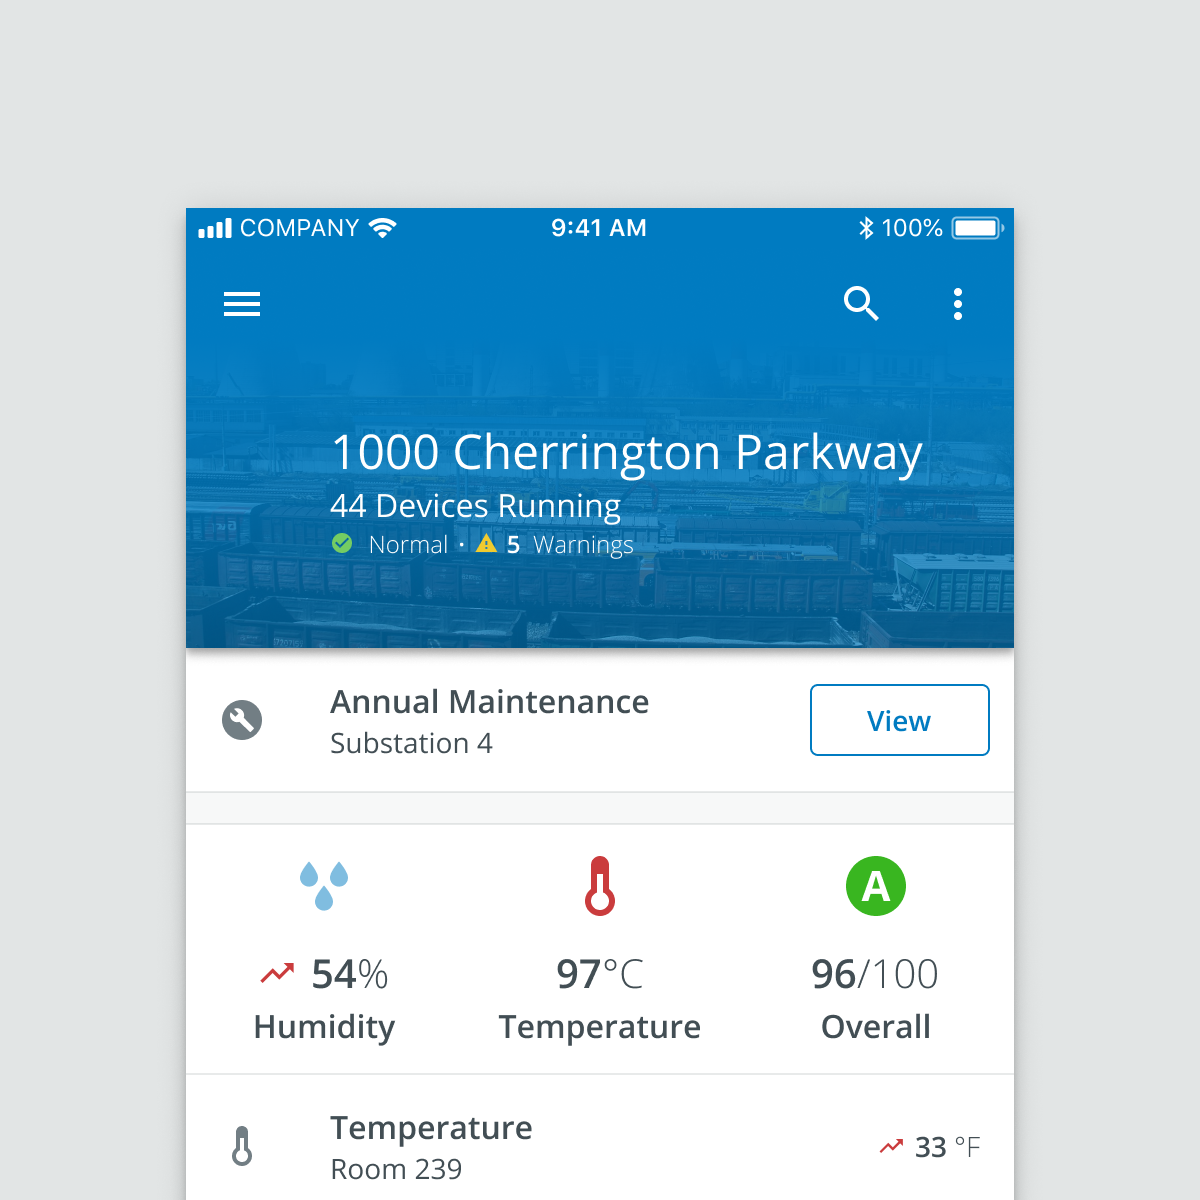 COMPANY 9:41 AM 100%
1000 Cherrington Parkway
44 Devices Running
Normal · 5 Warnings
Annual Maintenance
Substation 4
View
A
54% 97°C 96/100
Humidity Temperature Overall
Temperature
Room 239
33 °F